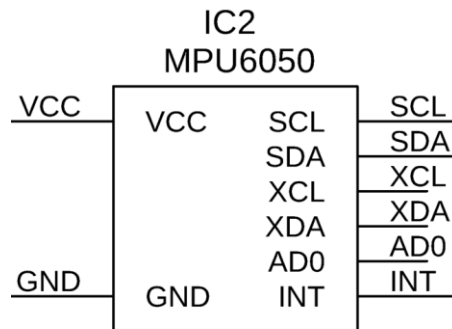 IC2
MPU6050
VCC VCC SCL SCL
SDA SDA
XCL XCL
XDA XDA
AD0 AD0
GND GND INT INT